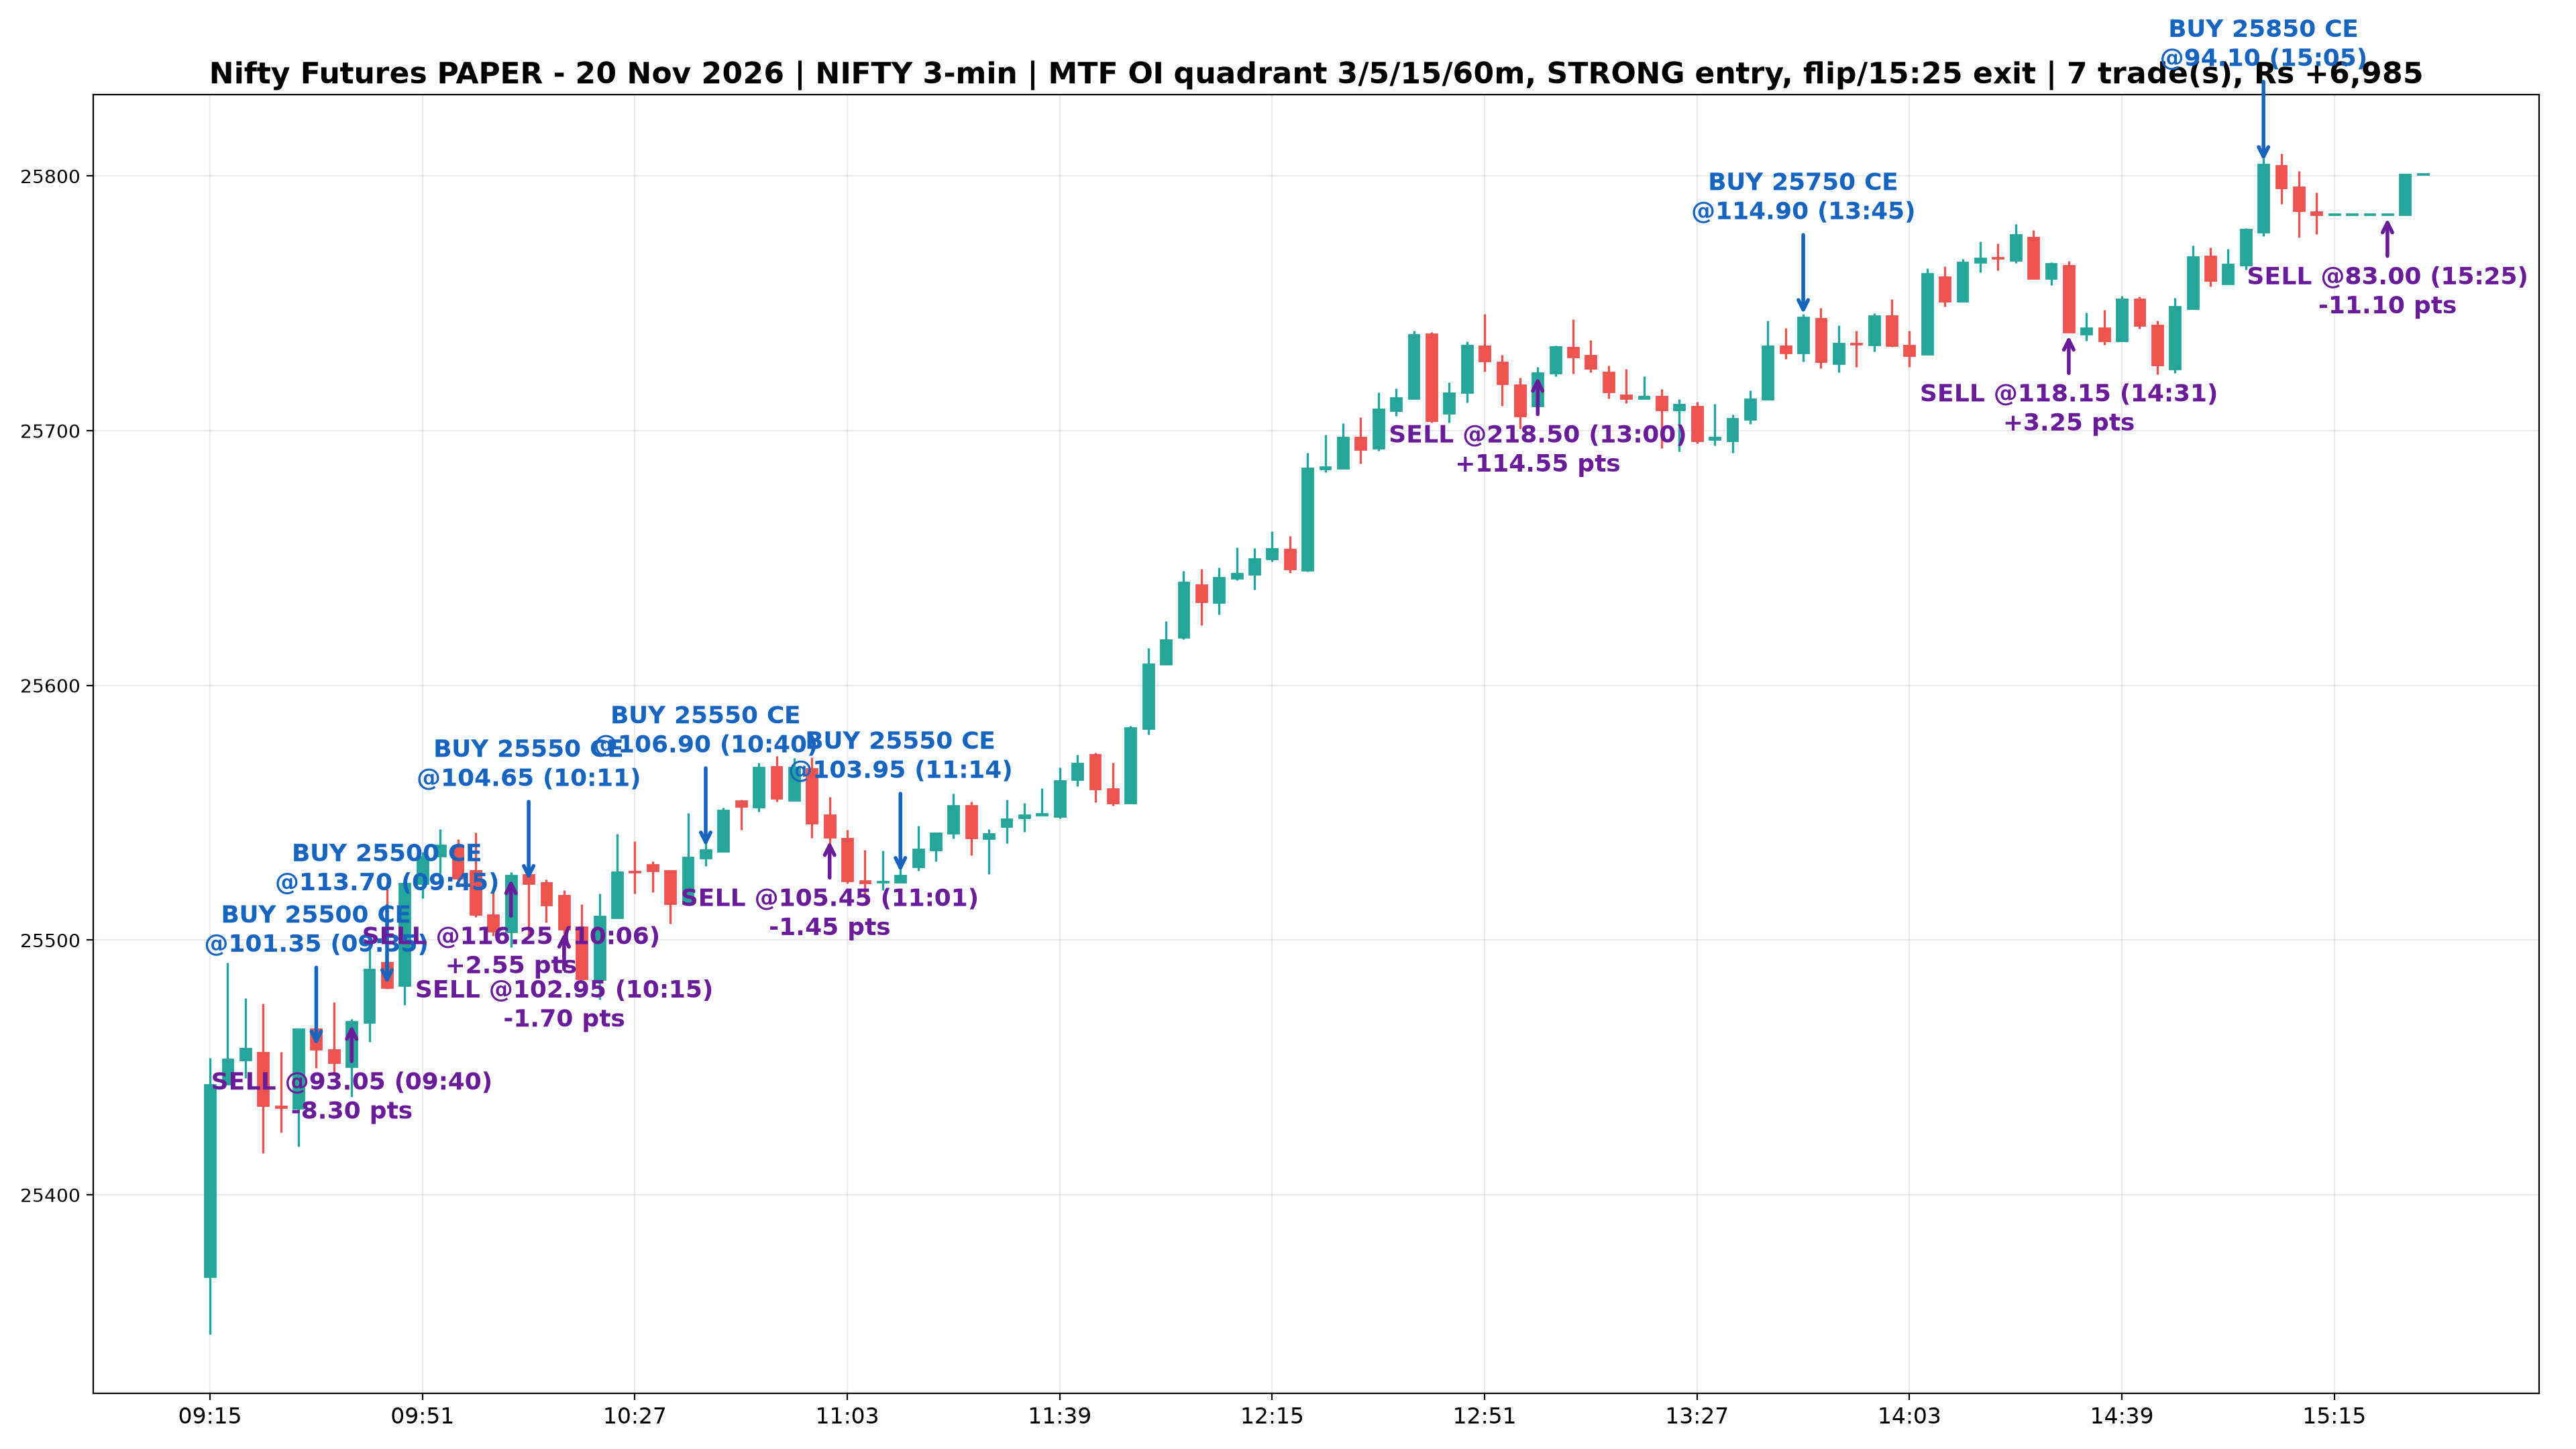 BUY 25850 CE
@94.10 (15:05)
Nifty Futures PAPER - 20 Nov 2026 | NIFTY 3-min | MTF OI quadrant 3/5/15/60m, STRONG entry, flip/15:25 exit | 7 trade(s), Rs +6,985
25800
BUY 25750 CE
@114.90 (13:45)
SELL @83.00 (15:25)
-11.10 pts
SELL @118.15 (14:31)
+3.25 pts
25700
SELL @218.50 (13:00)
+114.55 pts
25600
BUY 25550 CE
@106.90 (10:40)
BUY 25550 CE
@104.65 (10:11)
BUY 25550 CE
@103.95 (11:14)
BUY 25500 CE
@113.70 (09:45)
BUY 25500 CE
@101.35 (09:35)
SELL @105.45 (11:01)
-1.45 pts
25500
SELL @116.25 (10:06)
+2.55 pts
SELL @102.95 (10:15)
-1.70 pts
SELL @93.05 (09:40)
-8.30 pts
25400
09:15 09:51 10:27 11:03 11:39 12:15 12:51 13:27 14:03 14:39 15:15